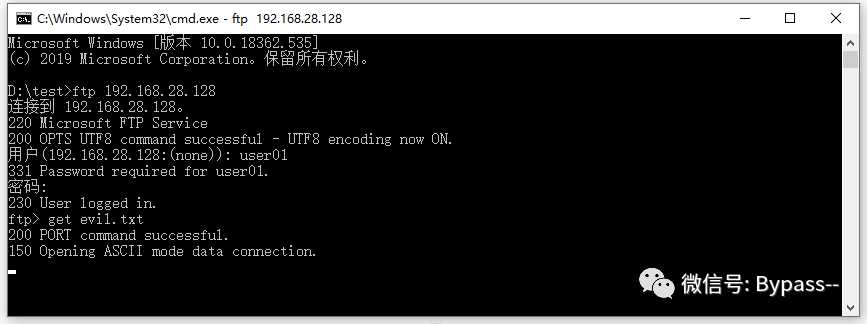 C:\Windows\System32\cmd.exe - ftp 192.168.28.128
Microsoft Windows [版本 10.0.18362.535]
(c) 2019 Microsoft Corporation。保留所有权利。
D:\test>ftp 192.168.28.128
连接到 192.168.28.128。
220 Microsoft FTP Service
200 OPTS UTF8 command successful - UTF8 encoding now ON.
用户(192.168.28.128:(none)): user01
331 Password required for user01.
密码:
230 User logged in.
ftp> get evil.txt
200 PORT command successful.
150 Opening ASCII mode data connection.
微信号: Bypass--